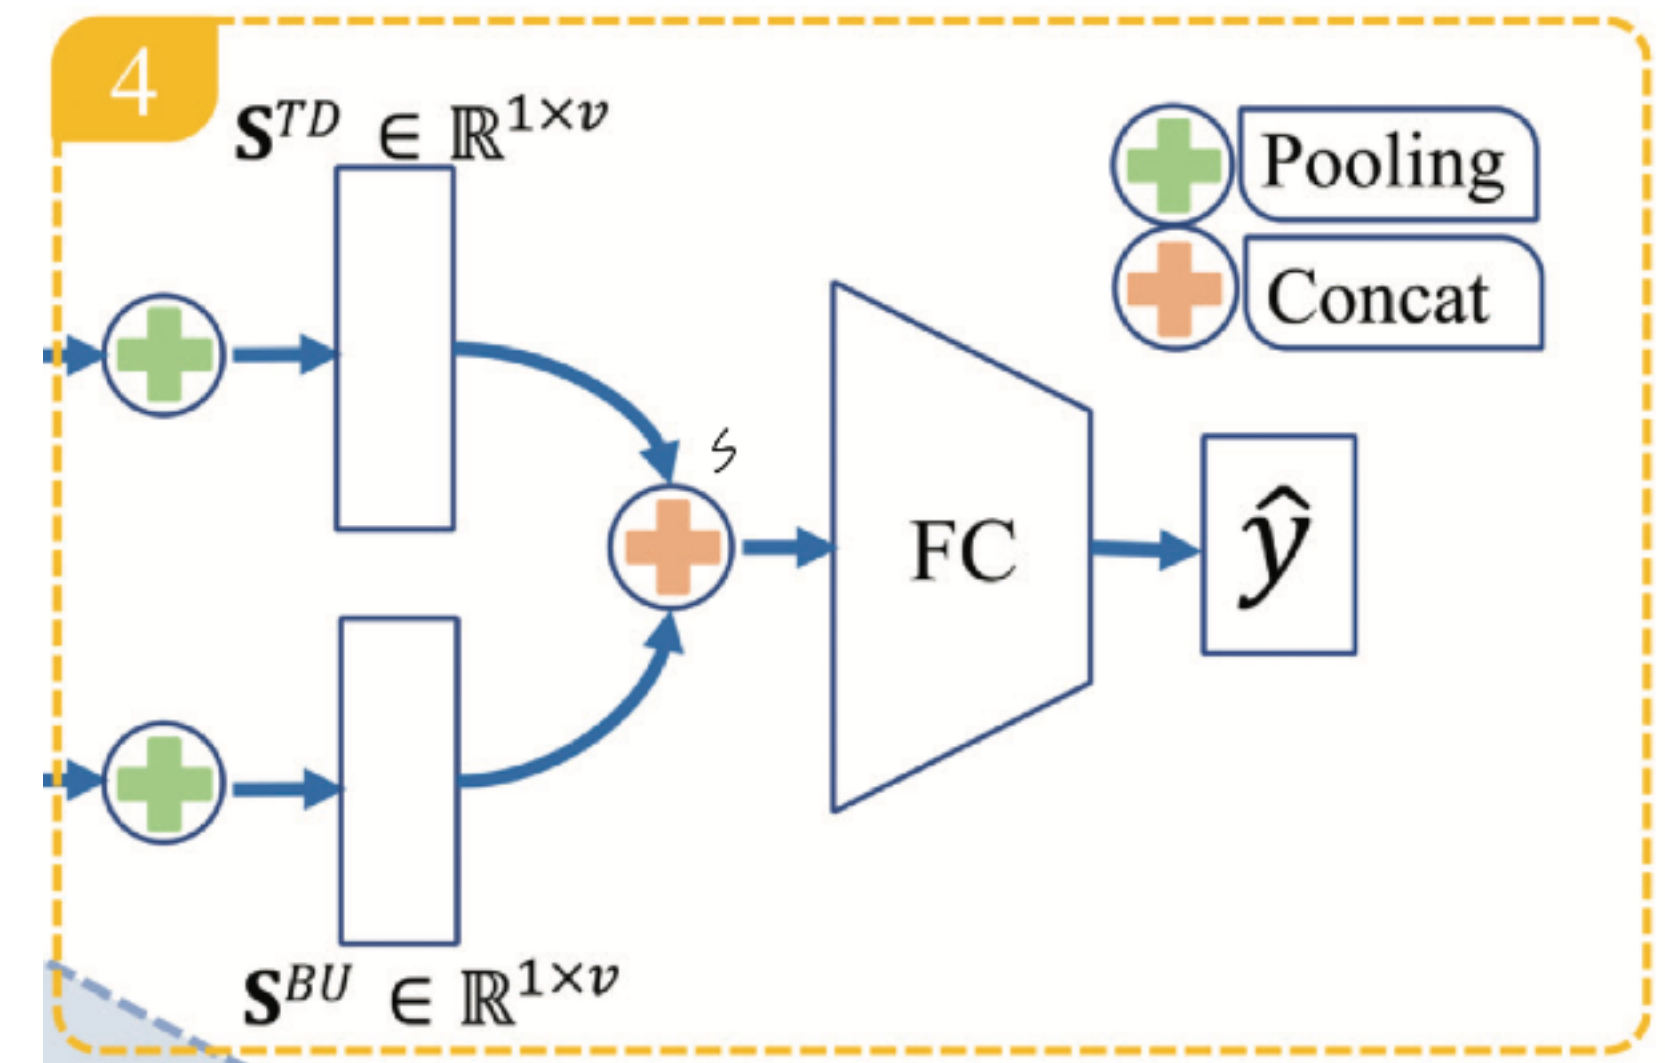 4
S^{TD} ∈ ℝ^{1×v}
Pooling
Concat
s
FC
ŷ
S^{BU} ∈ ℝ^{1×v}